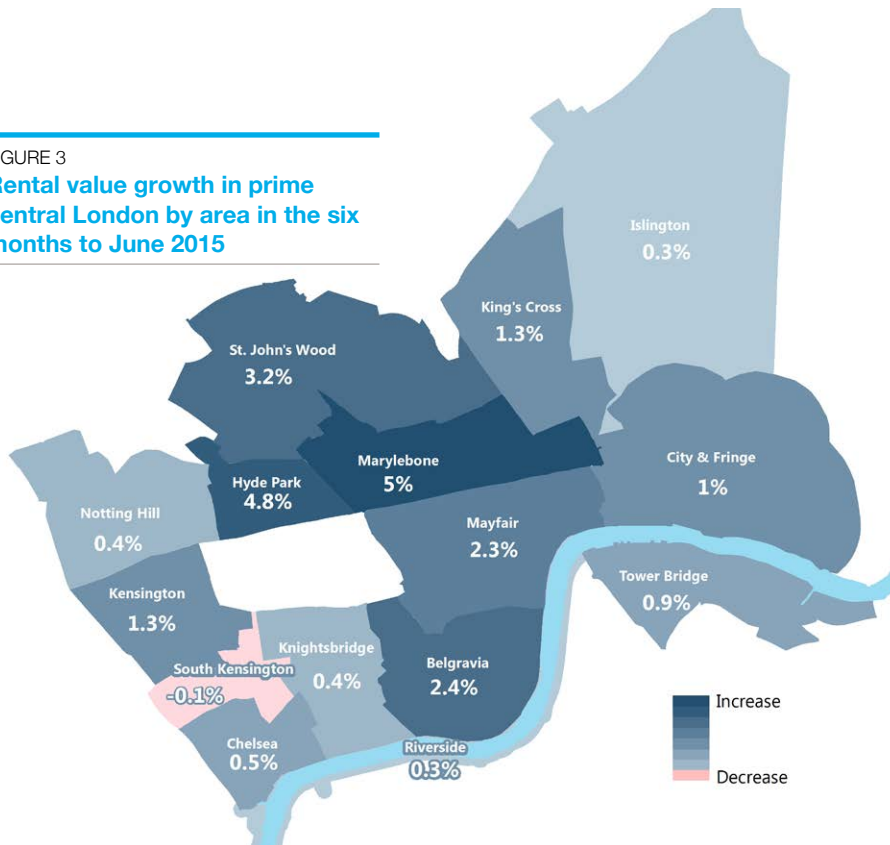 GURE 3
Rental value growth in prime
central London by area in the six
months to June 2015
Islington
0.3%
King's Cross
1.3%
St. John's Wood
3.2%
Marylebone
5%
Hyde Park
4.8%
City & Fringe
1%
Notting Hill
0.4%
Mayfair
2.3%
Tower Bridge
0.9%
Kensington
1.3%
Knightsbridge
0.4%
South Kensington
-0.1%
Belgravia
2.4%
Chelsea
0.5%
Riverside
0.3%
Increase
Decrease